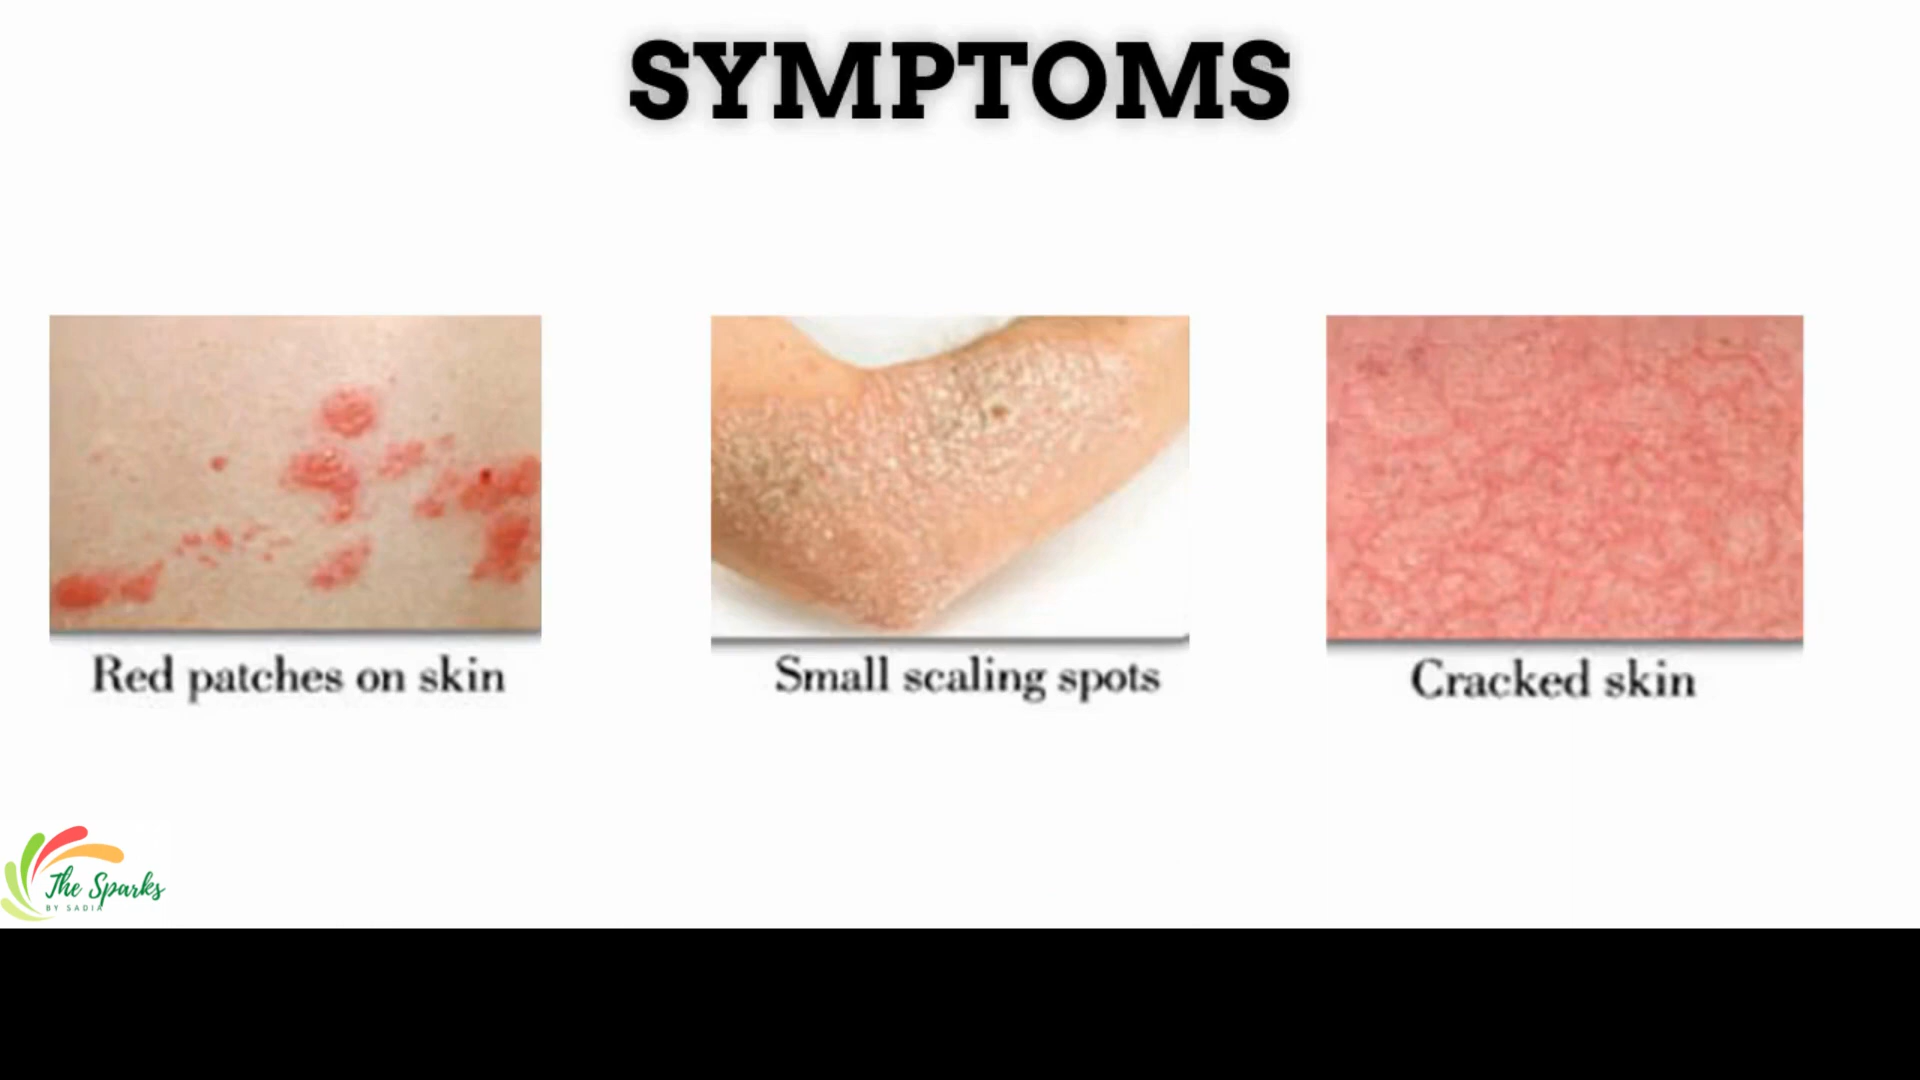 SYMPTOMS
Red patches on skin
Small scaling spots
Cracked skin
The Sparks
BY SADIA